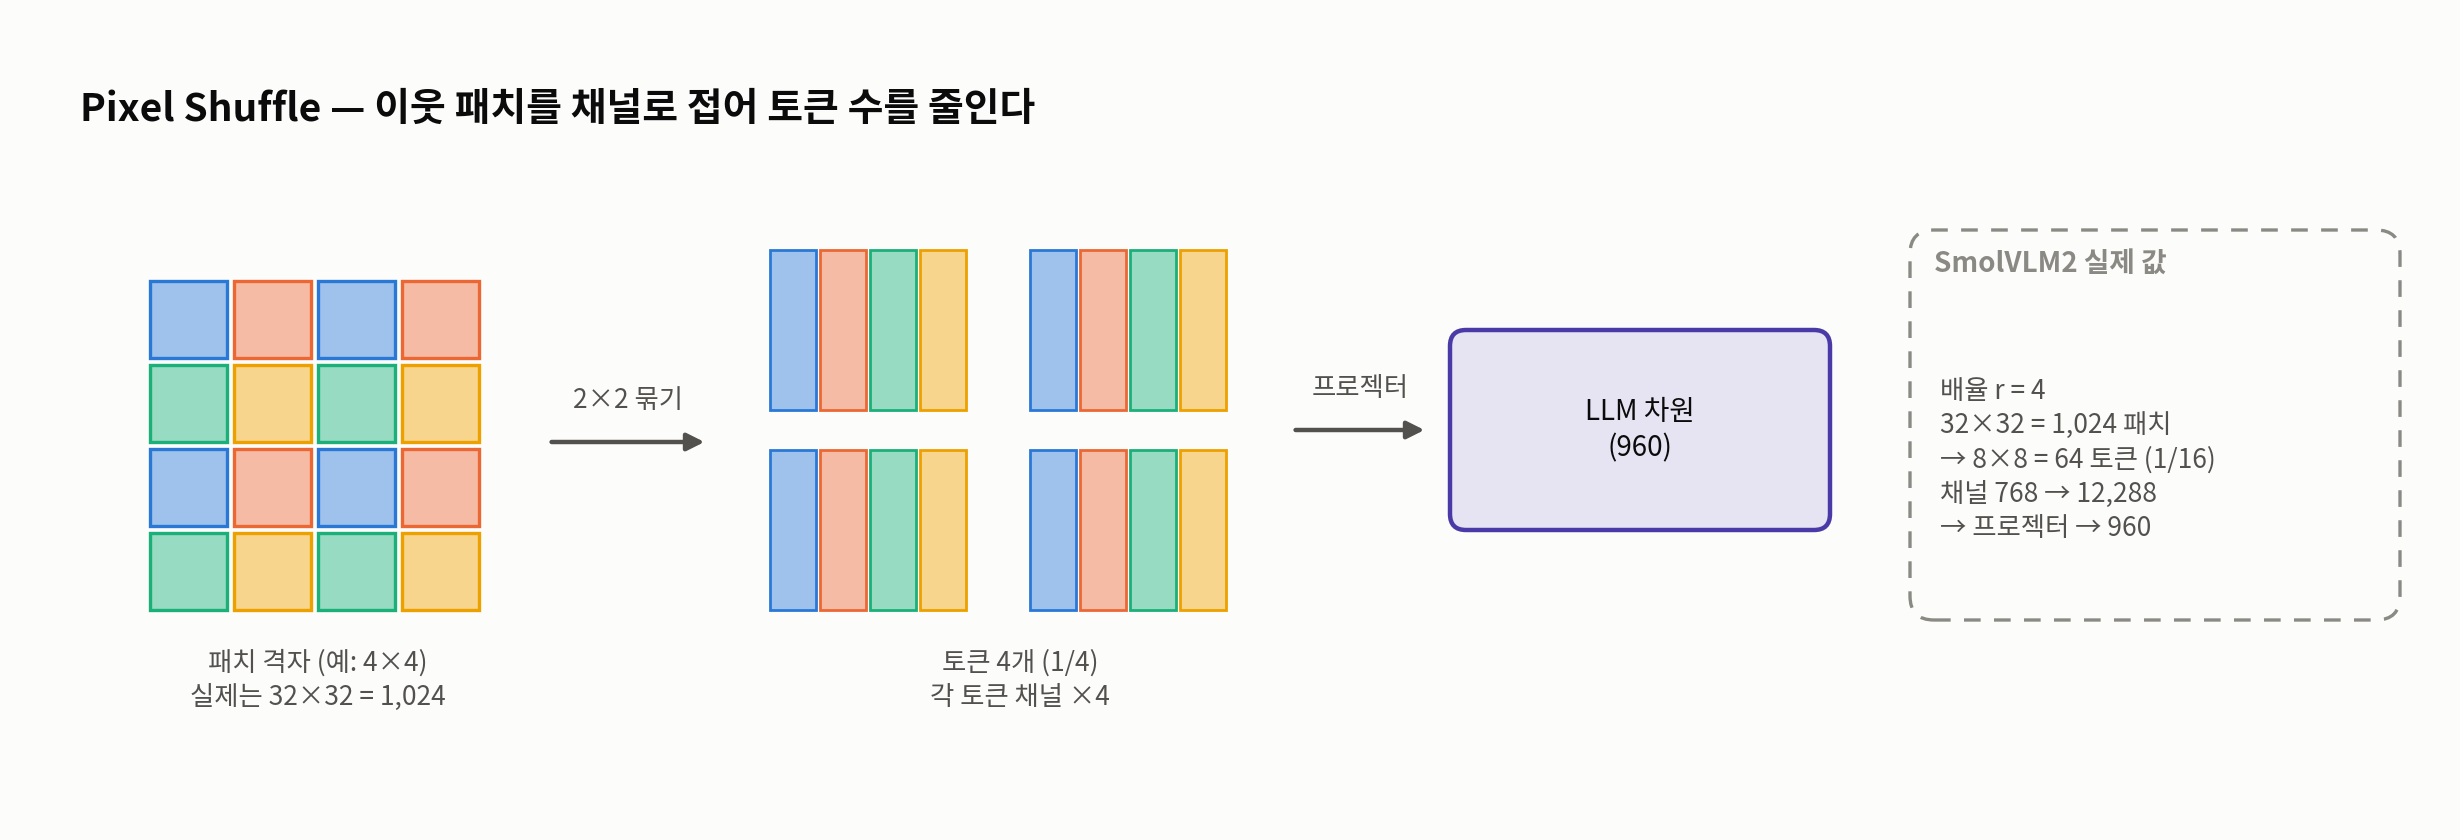 Pixel Shuffle — 이웃 패치를 채널로 접어 토큰 수를 줄인다
패치 격자 (예: 4×4)
실제는 32×32 = 1,024
2×2 묶기
토큰 4개 (1/4)
각 토큰 채널 ×4
프로젝터
LLM 차원
(960)
SmolVLM2 실제 값
배율 r = 4
32×32 = 1,024 패치
→ 8×8 = 64 토큰 (1/16)
채널 768 → 12,288
→ 프로젝터 → 960